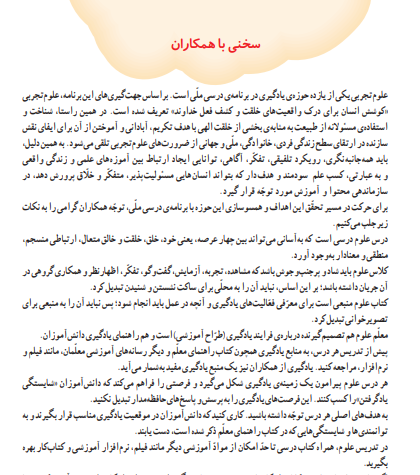 سخنی با همکاران
علوم تجربی یکی از یازده حوزه‌ی یادگیری در برنامه‌ی درسی ملّی است. بر اساس جهت‌گیری‌های این برنامه، علوم تجربی
«کوشش انسان برای درک واقعیت‌های خلقت و کشف فعل خداوند» تعریف شده است. در همین راستا، شناخت و
استفاده‌ی مسئولانه از طبیعت به مثابه‌ی بخشی از خلقت الهی با هدف تکریم، آبادانی و آموختن از آن برای ایفای نقش
سازنده در ارتقای سطح زندگی فردی، خانوادگی، ملّی و جهانی از ضرورت‌های علوم تجربی تلقی می‌شود. به همین دلیل،
باید همه‌جانبه‌نگری، رویکرد تلفیقی، تفکّر، آگاهی، توانایی ایجاد ارتباط بین آموزه‌های علمی و زندگی واقعی
و به عبارتی، کسب علم سودمند و هدف‌دار که بتواند انسان‌هایی مسئولیت‌پذیر، متفکّر و خلّاق پرورش دهد، در
سازماندهی محتوا و آموزش مورد توجّه قرار گیرد.
برای حرکت در مسیر تحقّق این اهداف و همسوسازی این حوزه با برنامه‌ی درسی ملّی، توجّه همکاران گرامی را به نکات
زیر جلب می‌کنیم.
درس علوم درسی است که به آسانی می‌تواند بین چهار عرصه، یعنی خود، خلق، خلقت و خالق متعال، ارتباطی منسجم،
منطقی و معنادار به‌وجود آورد.
کلاس علوم باید شاد و پرجنب‌وجوش باشد که مشاهده، تجربه، آزمایش، گفت‌وگو، تفکّر، اظهار نظر و همکاری گروهی در
آن جریان داشته باشد؛ بر این اساس، نباید آن را به محلّی برای ساکت نشستن و شنیدن تبدیل کرد.
کتاب علوم منبعی است برای معرّفی فعّالیت‌های یادگیری و آنچه در عمل باید انجام شود؛ پس نباید آن را به منبعی برای
تصویرخوانی تبدیل کرد.
معلّم علوم هم تصمیم‌گیرنده درباره‌ی فرایند یادگیری (طرّاح آموزشی) است و هم راهنمای یادگیری دانش‌آموزان.
پیش از تدریس هر درس، به منابع یادگیری همچون کتاب راهنمای معلّم و دیگر رسانه‌های آموزشی معلّمان، مانند فیلم و
نرم‌افزار، مراجعه کنید. یادگیری از همکاران نیز یک منبع یادگیری مفید به‌شمار می‌آید.
هر درس علوم پیرامون یک زمینه‌ی یادگیری شکل می‌گیرد و فرصتی را فراهم می‌کند که دانش‌آموزان «شایستگی
یادگرفتن» را کسب کنند. این فرصت‌های یادگیری را به پرسش و پاسخ‌های حافظه‌مدار تبدیل نکنید.
به هدف‌های اصلی هر درس توجّه داشته باشید. کاری کنید که دانش‌آموزان در موقعیت یادگیری مناسب قرار بگیرند و به
توانمندی‌ها و شایستگی‌هایی که در کتاب راهنمای معلّم ذکر شده است، دست یابند.
در تدریس علوم، همراه کتاب درسی تا حدّ امکان از موادّ آموزشی دیگر مانند فیلم، نرم‌افزار آموزشی و کتاب کار بهره
بگیرید.